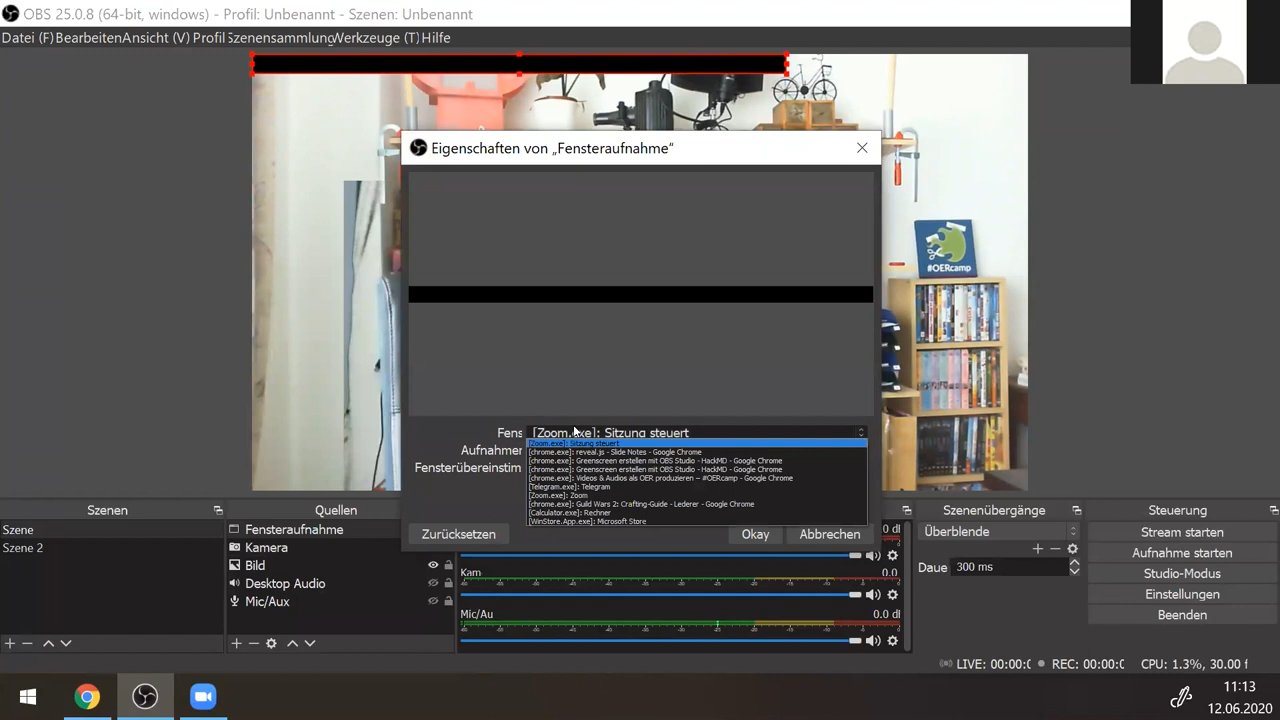 OBS 25.0.8 (64-bit, windows) - Profil: Unbenannt - Szenen: Unbenannt
Datei (F) Bearbeiten Ansicht (V) Profil Szenensammlung Werkzeuge (T) Hilfe
Eigenschaften von „Fensteraufnahme“
#OERcamp
Fens [Zoom.exe]: Sitzung steuert
Aufnahmer
Fensterübereinstim
[Zoom.exe]: Sitzung steuert
[chrome.exe]: reveal.js - Slide Notes - Google Chrome
[chrome.exe]: Greenscreen erstellen mit OBS Studio - HackMD - Google Chrome
[chrome.exe]: Greenscreen erstellen mit OBS Studio - HackMD - Google Chrome
[chrome.exe]: Videos & Audios als OER produzieren – #OERcamp - Google Chrome
[Telegram.exe]: Telegram
[Zoom.exe]: Zoom
[chrome.exe]: Guild Wars 2: Crafting-Guide - Lederer - Google Chrome
[Calculator.exe]: Rechner
[WinStore.App.exe]: Microsoft Store
Zurücksetzen Okay Abbrechen
Szenen
Szene
Szene 2
Quellen
Fensteraufnahme
Kamera
Bild
Desktop Audio
Mic/Aux
Kam 0.0
Mic/Au 0.0 dB
Szenenübergänge
Überblende
Daue 300 ms
Steuerung
Stream starten
Aufnahme starten
Studio-Modus
Einstellungen
Beenden
LIVE: 00:00:0 REC: 00:00:0 CPU: 1.3%, 30.00 f
11:13
12.06.2020